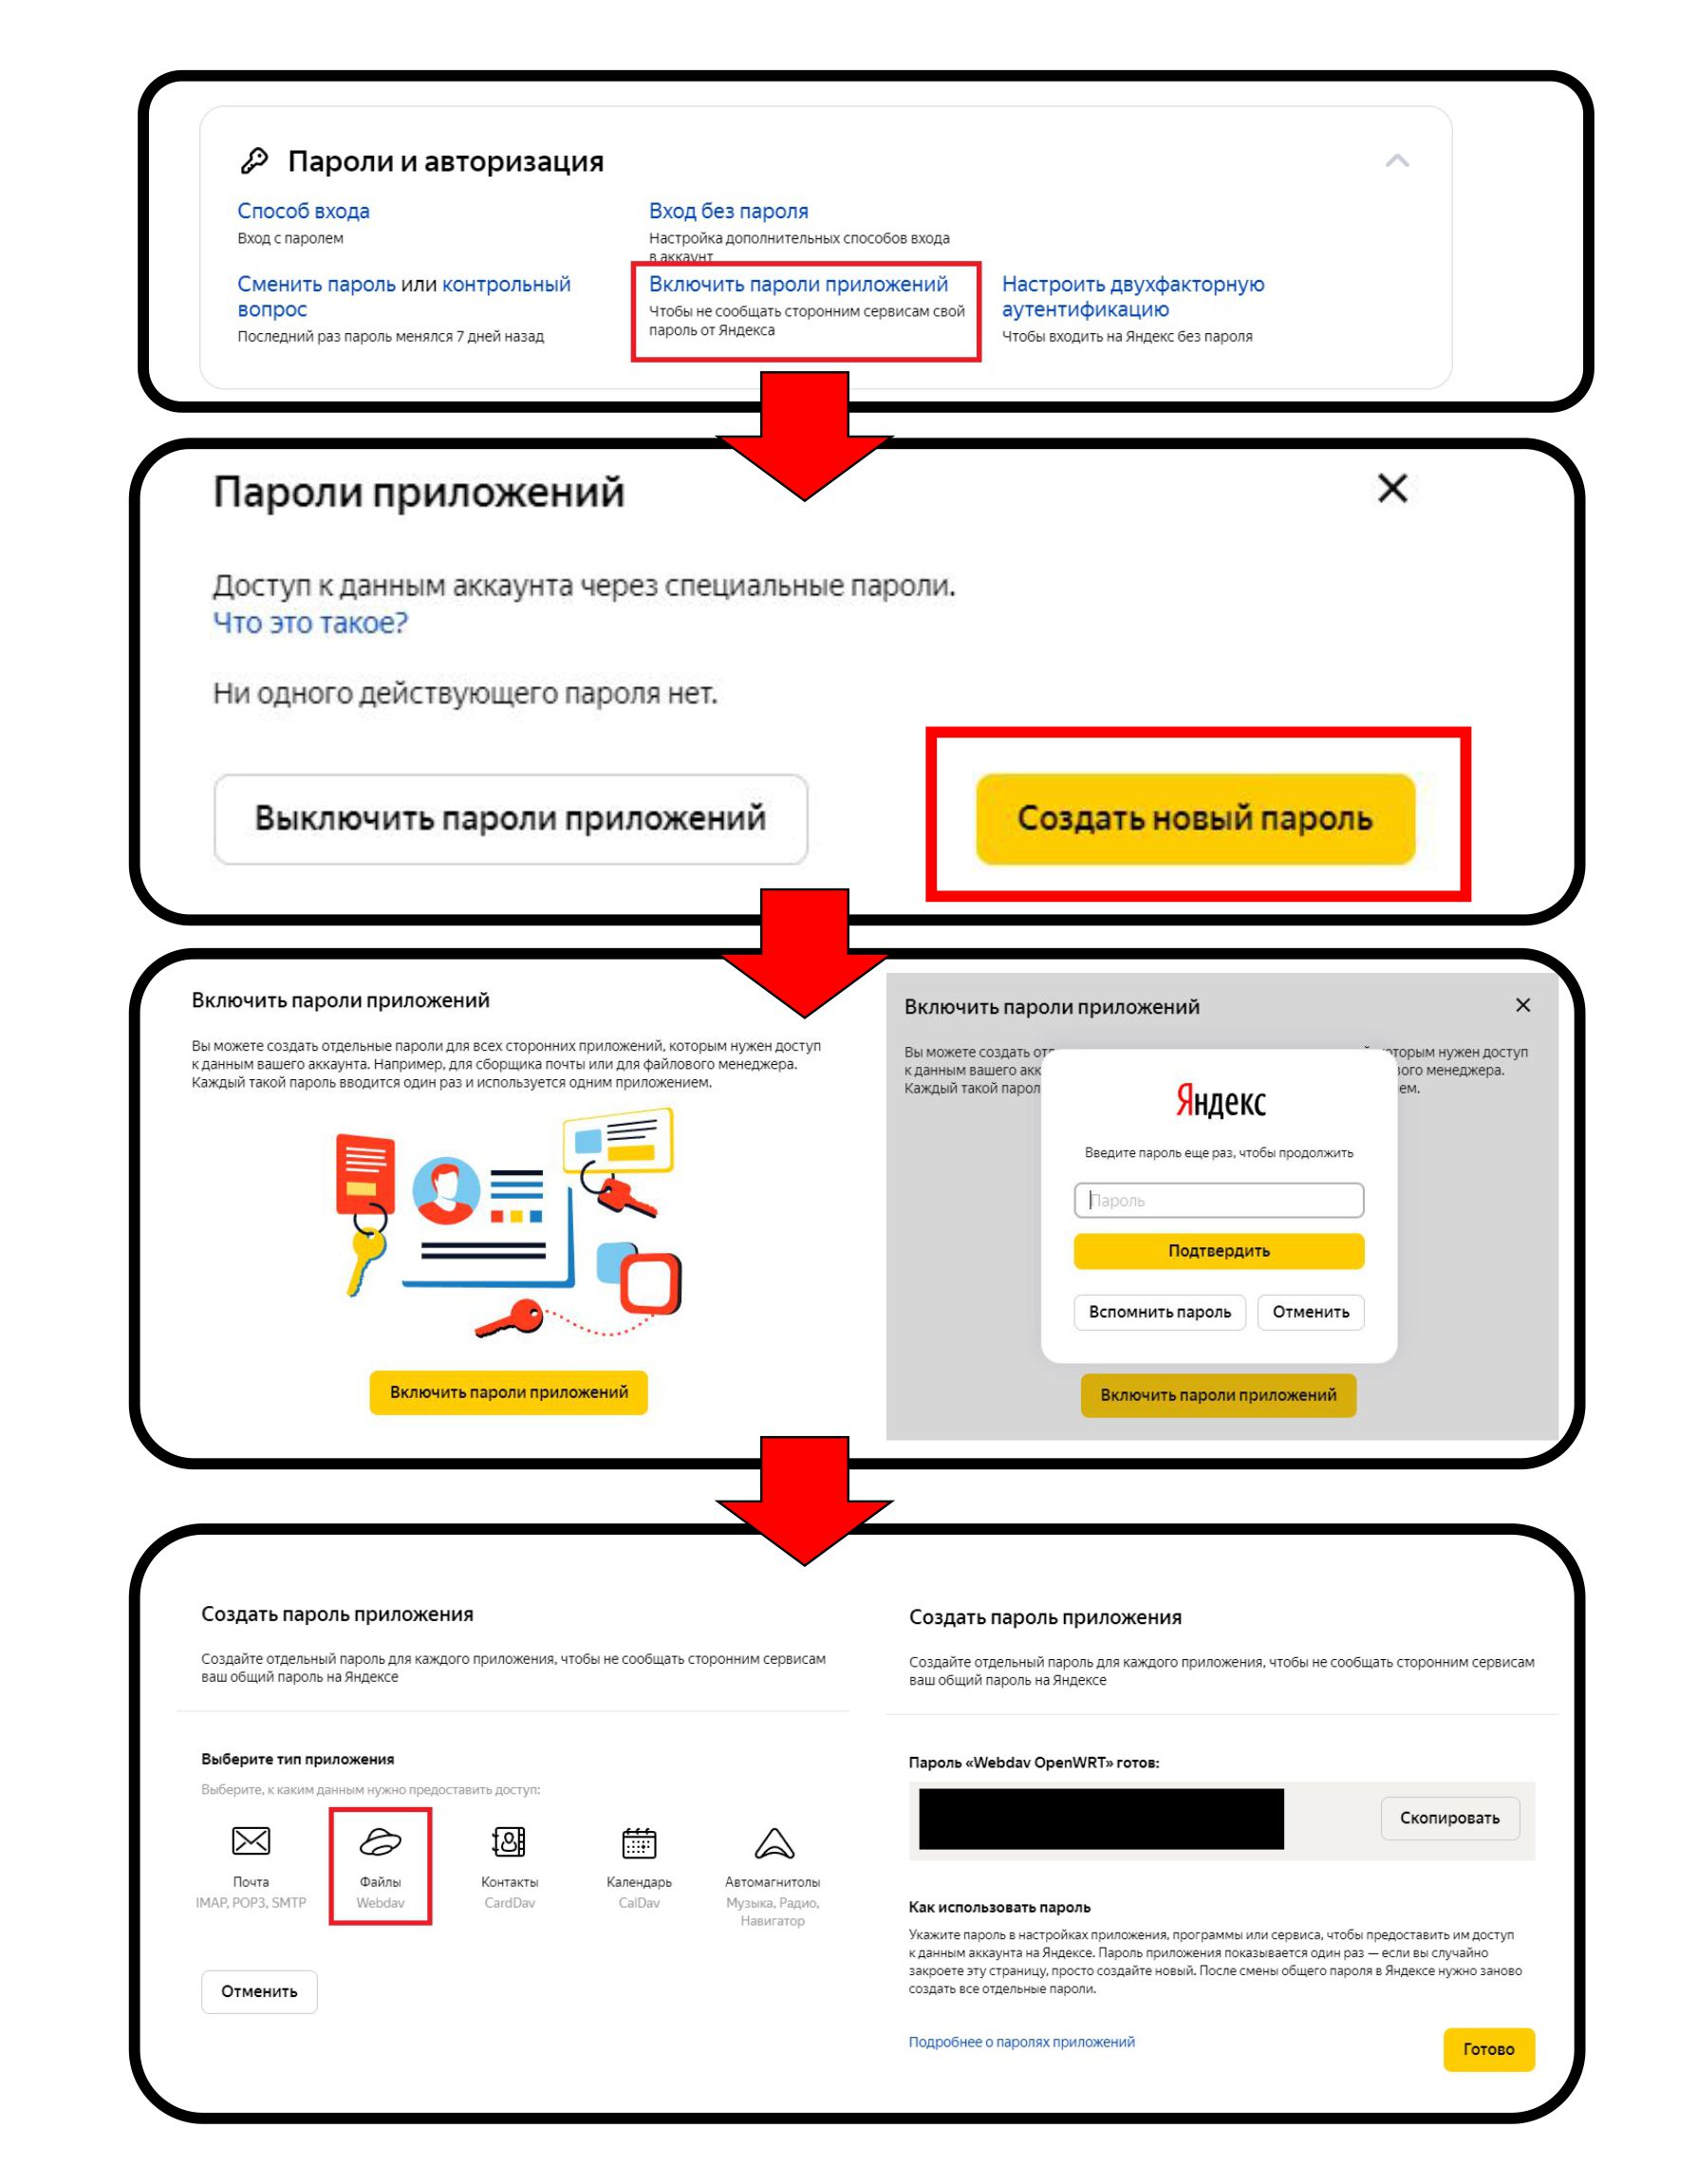 Пароли и авторизация
Способ входа
Вход с паролем
Вход без пароля
Настройка дополнительных способов входа
в аккаунт
Сменить пароль или контрольный
вопрос
Последний раз пароль менялся 7 дней назад
Включить пароли приложений
Чтобы не сообщать сторонним сервисам свой
пароль от Яндекса
Настроить двухфакторную
аутентификацию
Чтобы входить на Яндекс без пароля
Пароли приложений
Доступ к данным аккаунта через специальные пароли.
Что это такое?
Ни одного действующего пароля нет.
Выключить пароли приложений
Создать новый пароль
Включить пароли приложений
Вы можете создать отдельные пароли для всех сторонних приложений, которым нужен доступ
к данным вашего аккаунта. Например, для сборщика почты или для файлового менеджера.
Каждый такой пароль вводится один раз и используется одним приложением.
Включить пароли приложений
Включить пароли приложений
Вы можете создать от торым нужен доступ
к данным вашего акк ого менеджера.
Каждый такой парол ем.
Яндекс
Введите пароль еще раз, чтобы продолжить
Пароль
Подтвердить
Вспомнить пароль
Отменить
Включить пароли приложений
Создать пароль приложения
Создайте отдельный пароль для каждого приложения, чтобы не сообщать сторонним сервисам
ваш общий пароль на Яндексе
Выберите тип приложения
Выберите, к каким данным нужно предоставить доступ:
Почта
IMAP, POP3, SMTP
Файлы
Webdav
Контакты
CardDav
Календарь
CalDav
Автомагнитолы
Музыка, Радио,
Навигатор
Отменить
Создать пароль приложения
Создайте отдельный пароль для каждого приложения, чтобы не сообщать сторонним сервисам
ваш общий пароль на Яндексе
Пароль «Webdav OpenWRT» готов:
Скопировать
Как использовать пароль
Укажите пароль в настройках приложения, программы или сервиса, чтобы предоставить им доступ
к данным аккаунта на Яндексе. Пароль приложения показывается один раз — если вы случайно
закроете эту страницу, просто создайте новый. После смены общего пароля в Яндексе нужно заново
создать все отдельные пароли.
Подробнее о паролях приложений
Готово